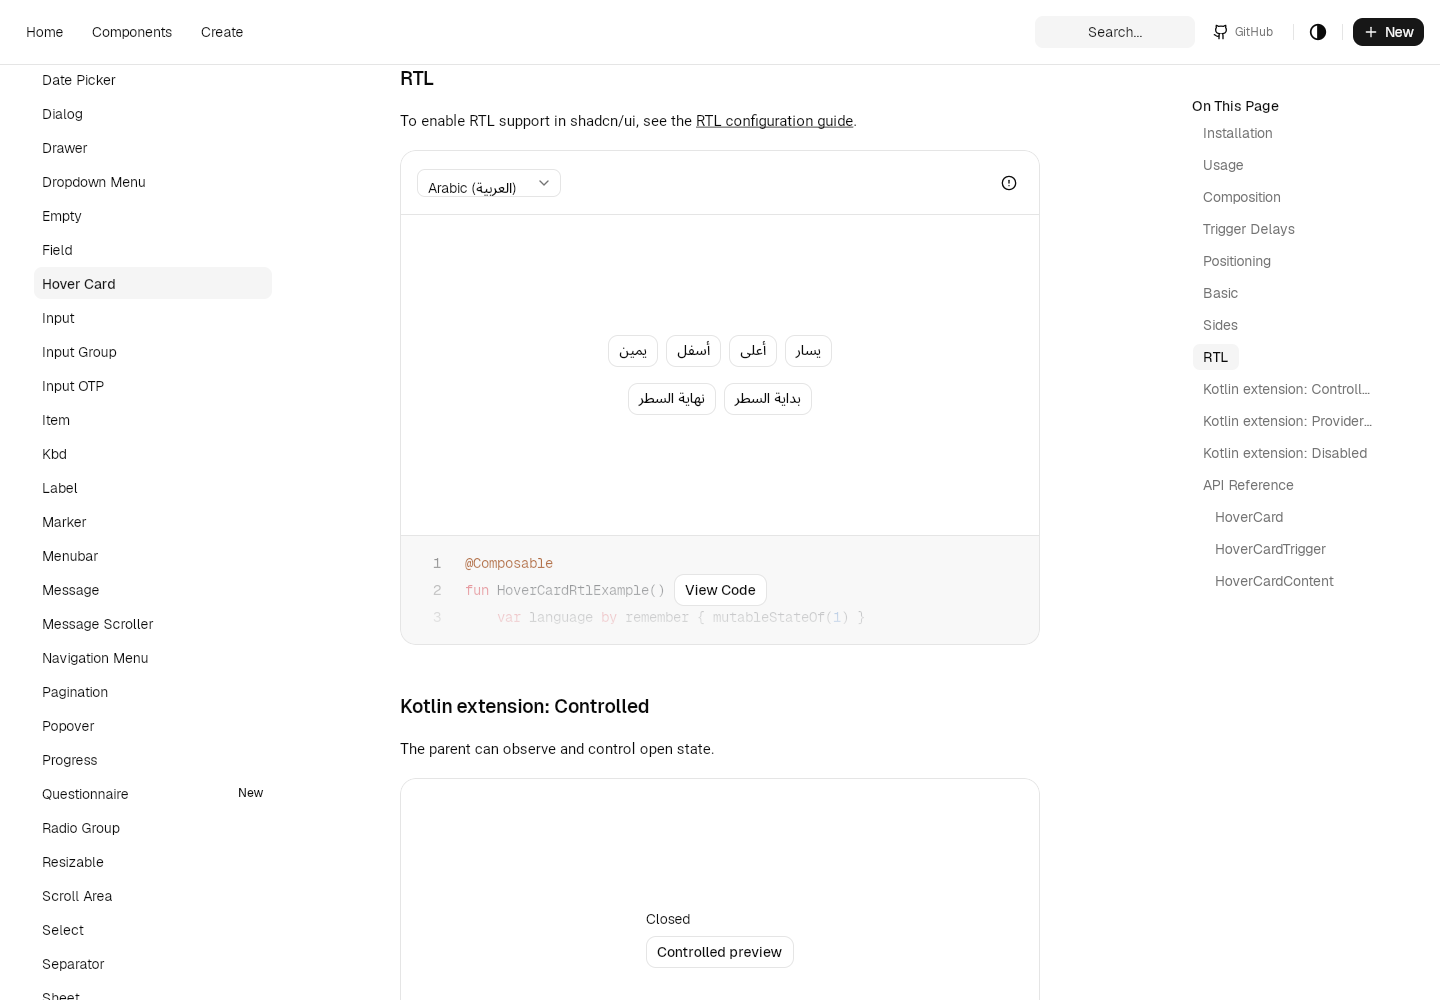 Home Components Create Search... GitHub New
Date Picker
Dialog
Drawer
Dropdown Menu
Empty
Field
Hover Card
Input
Input Group
Input OTP
Item
Kbd
Label
Marker
Menubar
Message
Message Scroller
Navigation Menu
Pagination
Popover
Progress
Questionnaire New
Radio Group
Resizable
Scroll Area
Select
Separator
Sheet
RTL
To enable RTL support in shadcn/ui, see the RTL configuration guide.
Arabic (العربية)
يسار أعلى أسفل يمين
بداية السطر نهاية السطر
1 @Composable
2 fun HoverCardRtlExample() View Code
3 var language by remember { mutableStateOf(1) }
Kotlin extension: Controlled
The parent can observe and control open state.
Closed
Controlled preview
On This Page
Installation
Usage
Composition
Trigger Delays
Positioning
Basic
Sides
RTL
Kotlin extension: Controll...
Kotlin extension: Provider...
Kotlin extension: Disabled
API Reference
HoverCard
HoverCardTrigger
HoverCardContent